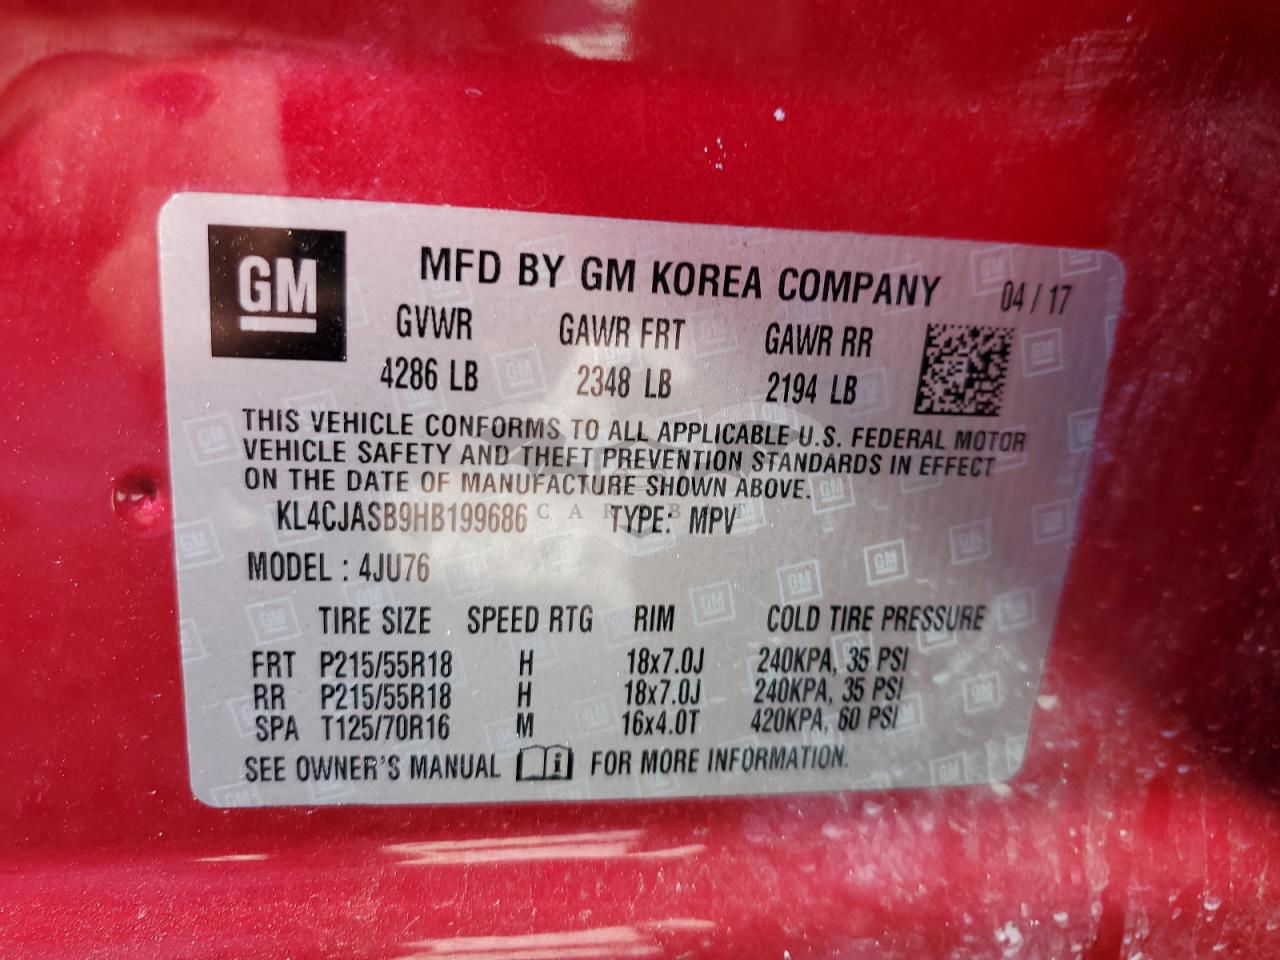 GM
MFD BY GM KOREA COMPANY 04 / 17
GVWR GAWR FRT GAWR RR
4286 LB 2348 LB 2194 LB
THIS VEHICLE CONFORMS TO ALL APPLICABLE U.S. FEDERAL MOTOR
VEHICLE SAFETY AND THEFT PREVENTION STANDARDS IN EFFECT
ON THE DATE OF MANUFACTURE SHOWN ABOVE.
KL4CJASB9HB199686 TYPE: MPV
MODEL : 4JU76
TIRE SIZE SPEED RTG RIM COLD TIRE PRESSURE
FRT P215/55R18 H 18x7.0J 240KPA, 35 PSI
RR P215/55R18 H 18x7.0J 240KPA, 35 PSI
SPA T125/70R16 M 16x4.0T 420KPA, 60 PSI
SEE OWNER'S MANUAL i FOR MORE INFORMATION.